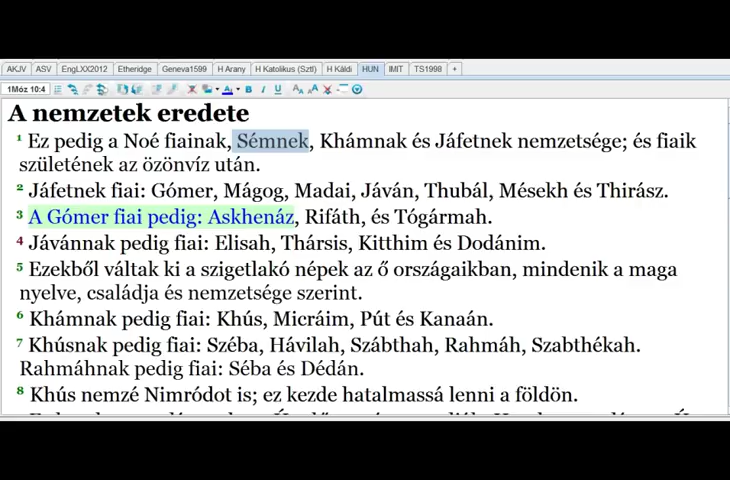 AKJV ASV EngLXX2012 Etheridge Geneva1599 H Arany H Katolikus (Sztl) H Káldi HUN IMIT TS1998 +
1Móz 10:4
A nemzetek eredete
1 Ez pedig a Noé fiainak, Sémnek, Khámnak és Jáfetnek nemzetsége; és fiaik
születének az özönvíz után.
2 Jáfetnek fiai: Gómer, Mágog, Madai, Jáván, Thubál, Mésekh és Thirász.
3 A Gómer fiai pedig: Askhenáz, Rifáth, és Tógármah.
4 Jávánnak pedig fiai: Elisah, Thársis, Kitthim és Dodánim.
5 Ezekből váltak ki a szigetlakó népek az ő országaikban, mindenik a maga
nyelve, családja és nemzetsége szerint.
6 Khámnak pedig fiai: Khús, Micráim, Pút és Kanaán.
7 Khúsnak pedig fiai: Széba, Hávilah, Szábthah, Rahmáh, Szabthékah.
Rahmáhnak pedig fiai: Séba és Dédán.
8 Khús nemzé Nimródot is; ez kezde hatalmassá lenni a földön.